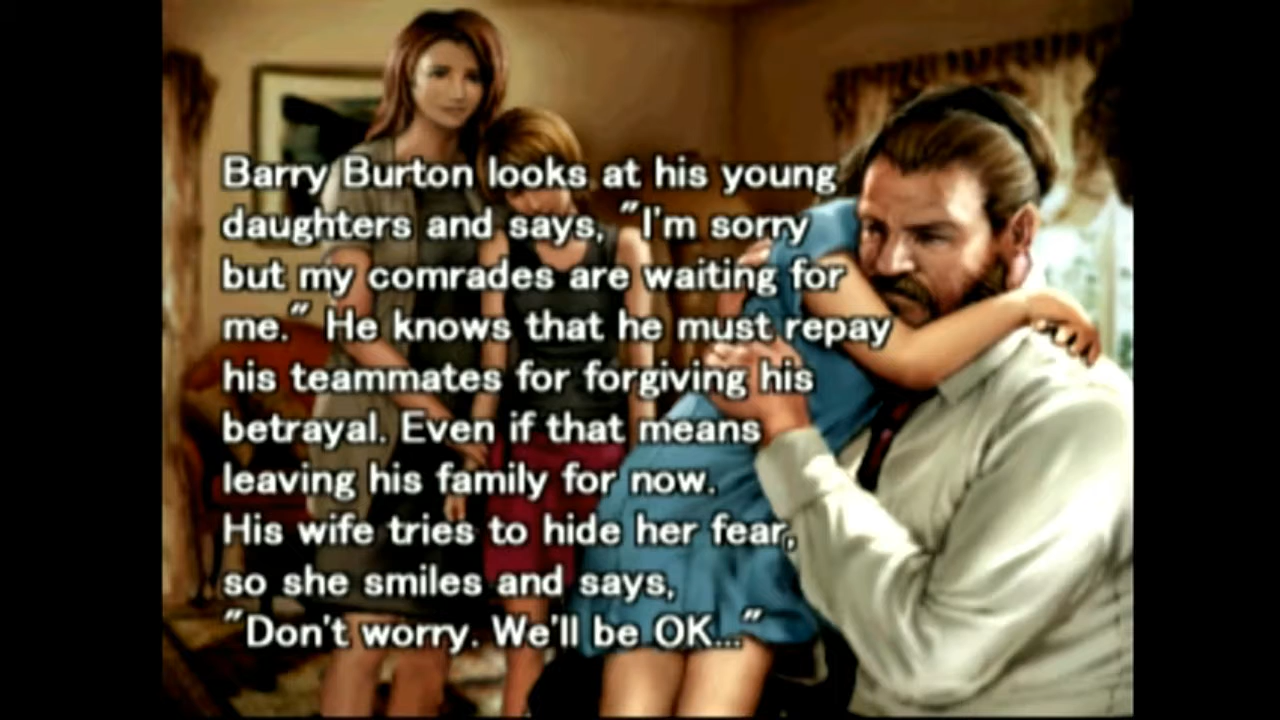 Barry Burton looks at his young
daughters and says, "I'm sorry
but my comrades are waiting for
me." He knows that he must repay
his teammates for forgiving his
betrayal. Even if that means
leaving his family for now.
His wife tries to hide her fear,
so she smiles and says,
"Don't worry. We'll be OK..."